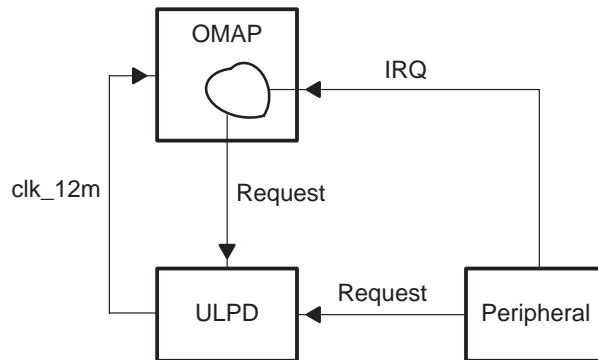 OMAP
IRQ
clk_12m
Request
Request
ULPD
Peripheral